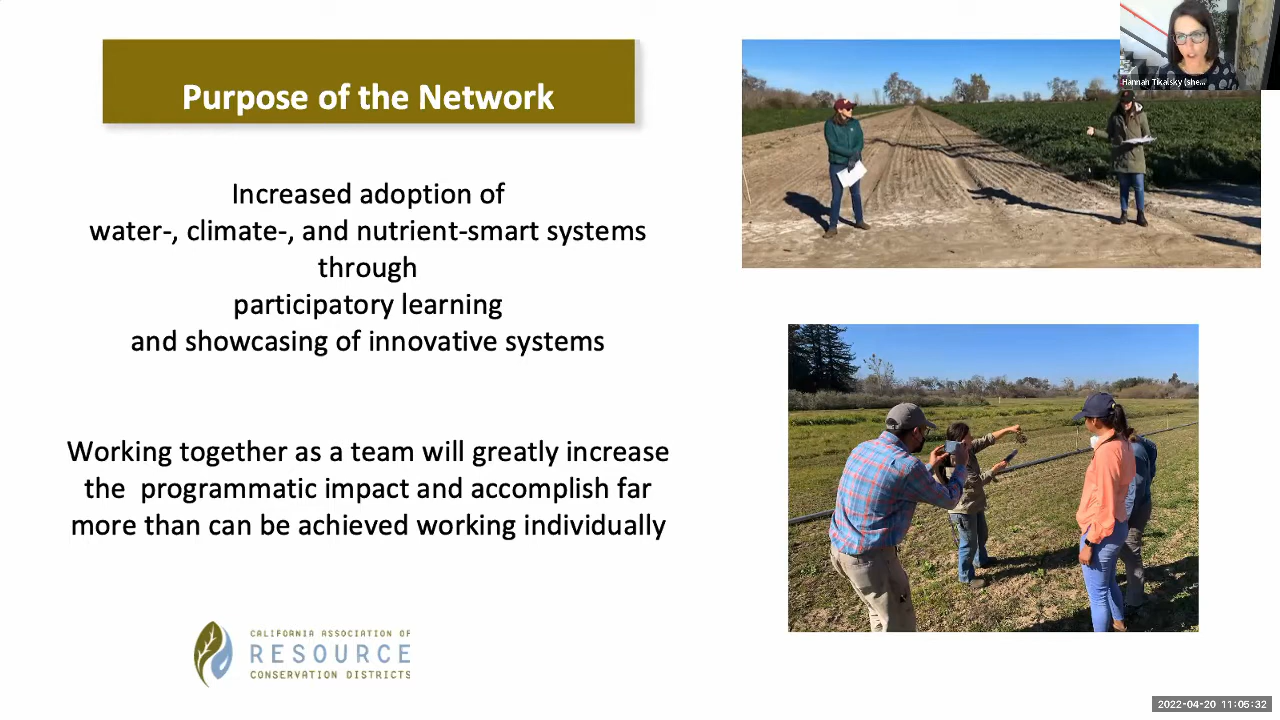 Purpose of the Network
Increased adoption of
water-, climate-, and nutrient-smart systems
through
participatory learning
and showcasing of innovative systems
Working together as a team will greatly increase
the programmatic impact and accomplish far
more than can be achieved working individually
CALIFORNIA ASSOCIATION OF
RESOURCE
CONSERVATION DISTRICTS
Hannah Tikalsky (she...
2022-04-20 11:05:32